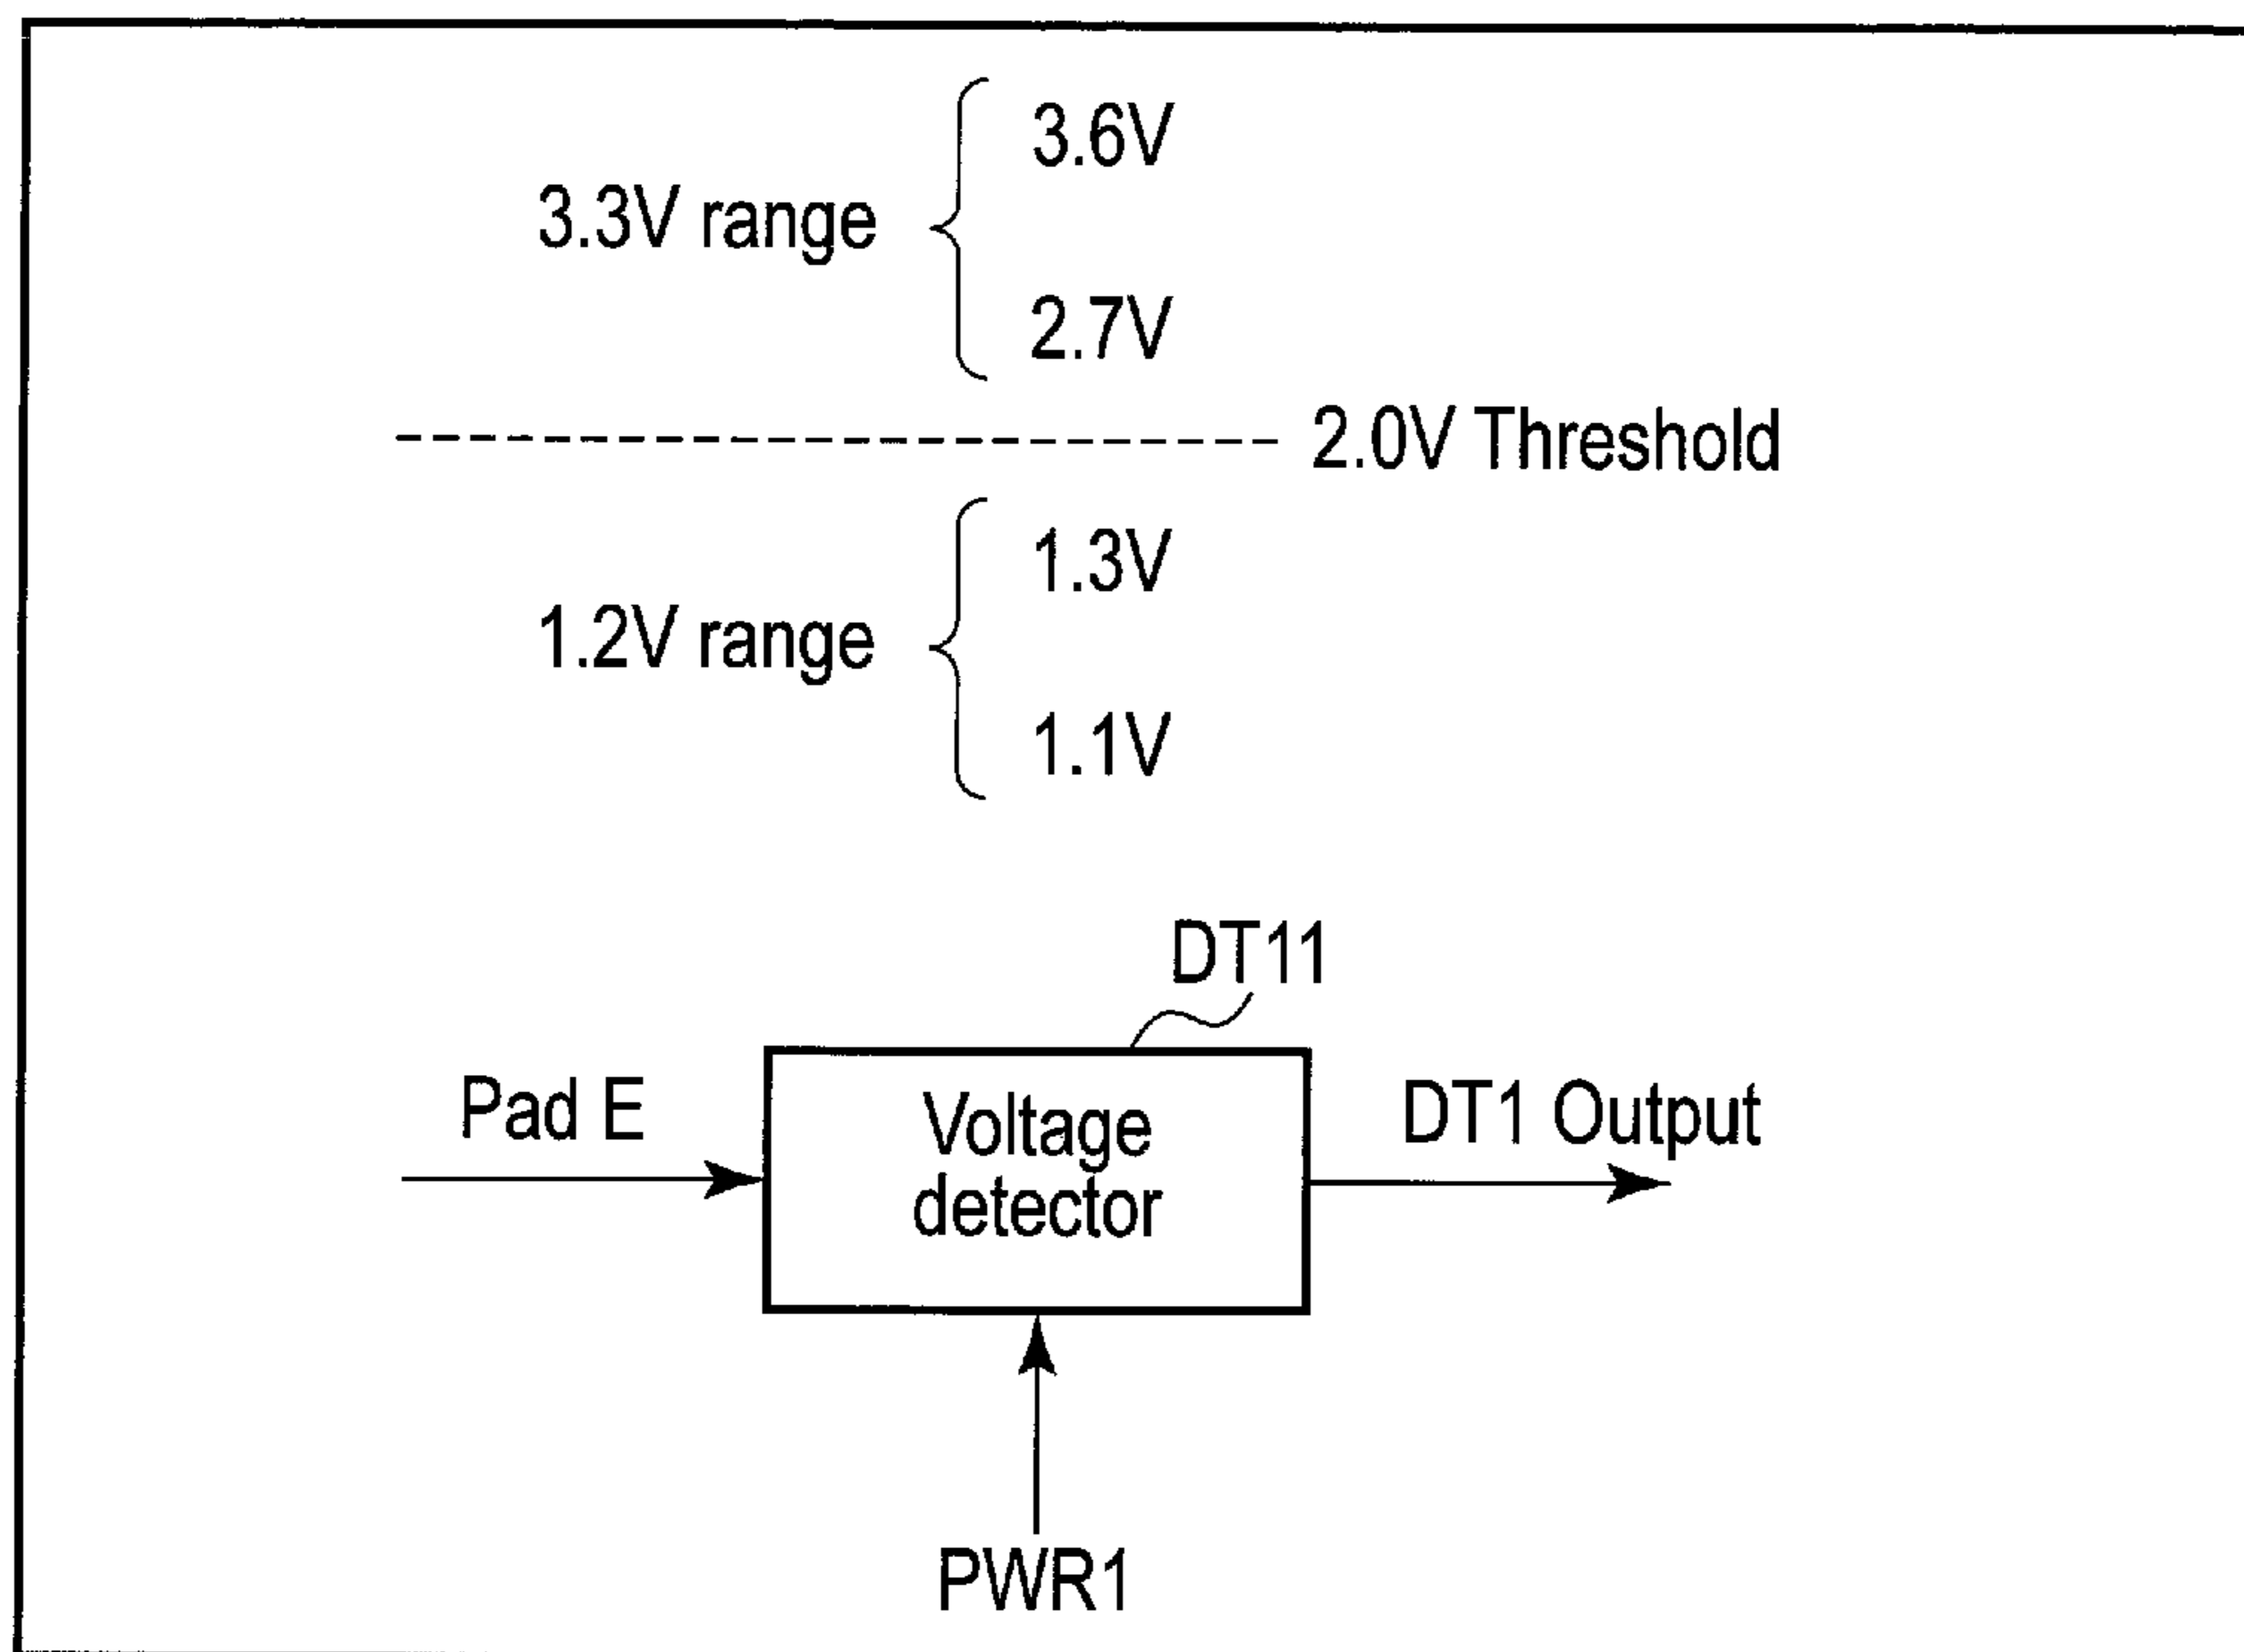 3.6V
3.3V range
2.7V
2.0V Threshold
1.3V
1.2V range
1.1V
DT11
Pad E
Voltage
detector
DT1 Output
PWR1